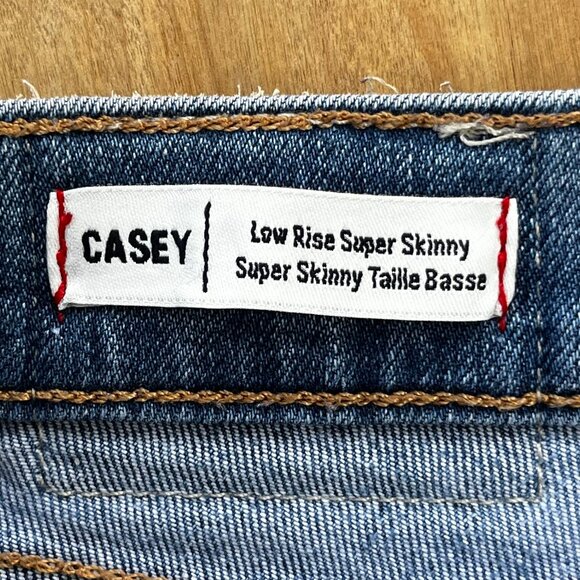 CASEY
Low Rise Super Skinny
Super Skinny Taille Basse